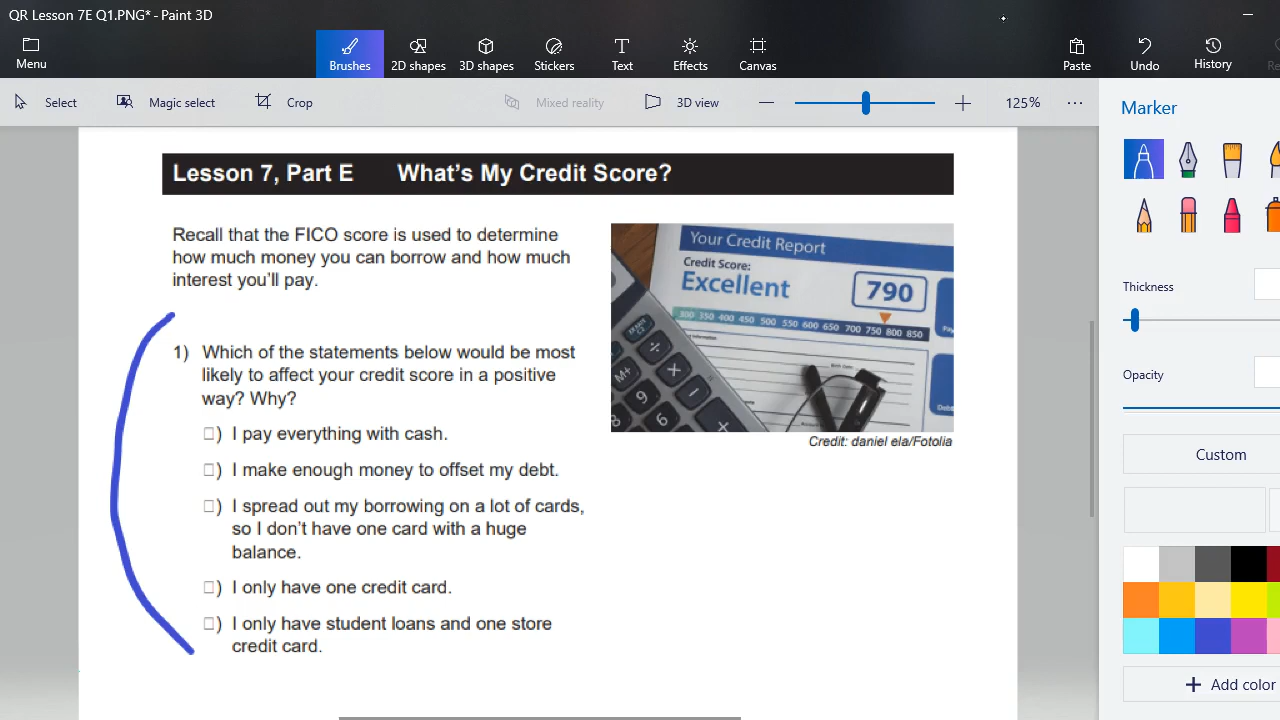 QR Lesson 7E Q1.PNG* - Paint 3D
Menu
Brushes
2D shapes
3D shapes
Stickers
Text
Effects
Canvas
Paste
Undo
History
Select
Magic select
Crop
Mixed reality
3D view
125%
Marker
Thickness
Opacity
Custom
Add color
Lesson 7, Part E What's My Credit Score?
Recall that the FICO score is used to determine
how much money you can borrow and how much
interest you'll pay.
1) Which of the statements below would be most
likely to affect your credit score in a positive
way? Why?
□) I pay everything with cash.
□) I make enough money to offset my debt.
□) I spread out my borrowing on a lot of cards,
so I don't have one card with a huge
balance.
□) I only have one credit card.
□) I only have student loans and one store
credit card.
Your Credit Report
Credit Score:
Excellent
790
300 350 400 450 500 550 600 650 700 750 800 850
M+
÷
×
−
9
8
6
×
Credit: daniel ela/Fotolia